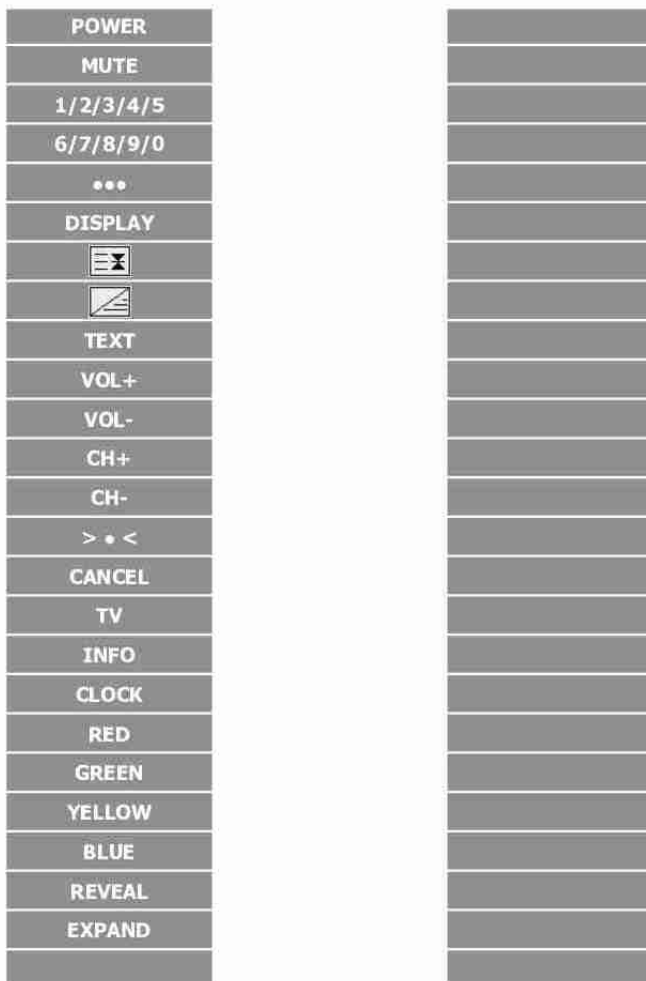 POWER
MUTE
1/2/3/4/5
6/7/8/9/0
•••
DISPLAY
TEXT
VOL+
VOL-
CH+
CH-
> • <
CANCEL
TV
INFO
CLOCK
RED
GREEN
YELLOW
BLUE
REVEAL
EXPAND